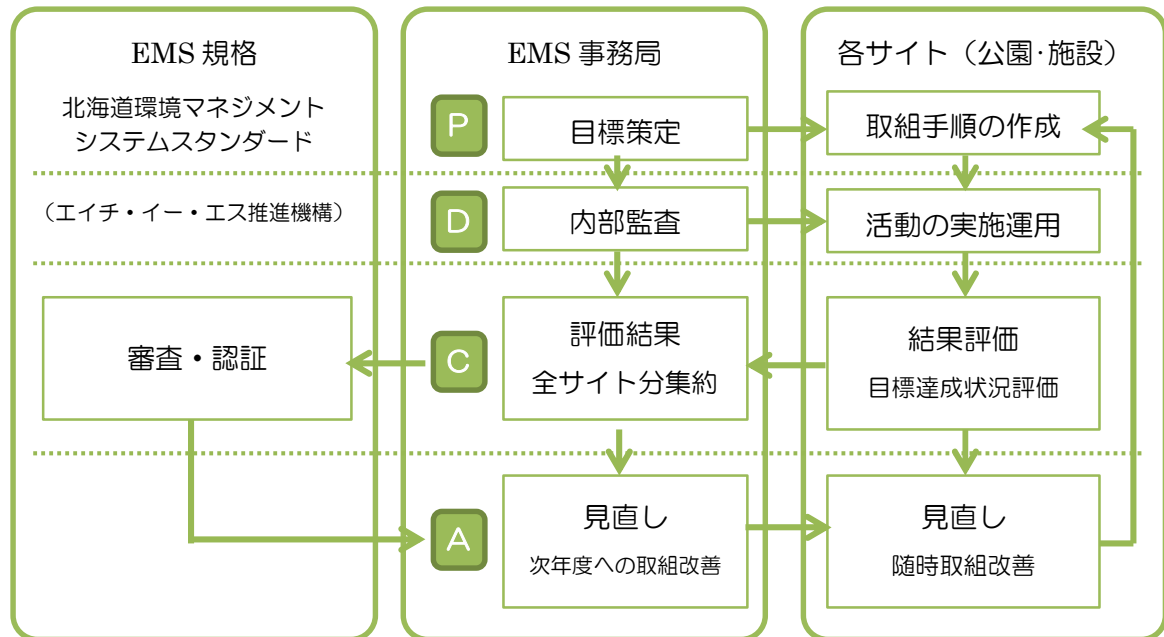 EMS 規格
北海道環境マネジメント
システムスタンダード
（エイチ・イー・エス推進機構）
審査・認証
EMS 事務局
P
目標策定
D
内部監査
C
評価結果
全サイト分集約
A
見直し
次年度への取組改善
各サイト（公園･施設）
取組手順の作成
活動の実施運用
結果評価
目標達成状況評価
見直し
随時取組改善